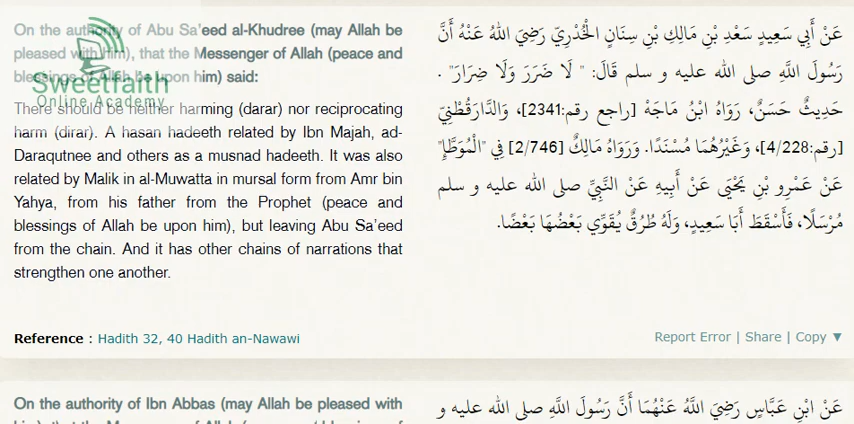 On the authority of Abu Sa'eed al-Khudree (may Allah be
pleased with him), that the Messenger of Allah (peace and
blessings of Allah be upon him) said:
There should be neither harming (darar) nor reciprocating
harm (dirar). A hasan hadeeth related by Ibn Majah, ad-
Daraqutnee and others as a musnad hadeeth. It was also
related by Malik in al-Muwatta in mursal form from Amr bin
Yahya, from his father from the Prophet (peace and
blessings of Allah be upon him), but leaving Abu Sa'eed
from the chain. And it has other chains of narrations that
strengthen one another.
Sweetfaith
Online Academy
عَنْ أَبِي سَعِيدٍ سَعْدِ بْنِ مَالِكِ بْنِ سِنَانٍ الْخُدْرِيّ رَضِيَ اللهُ عَنْهُ أَنَّ
رَسُولَ اللَّهِ صلى الله عليه و سلم قَالَ: " لَا ضَرَرَ وَلَا ضِرَارَ" .
حَدِيثٌ حَسَنٌ، رَوَاهُ ابْنُ مَاجَهْ [راجع رقم:2341]، وَالدَّارَقُطْنِيّ
[رقم:4/228]، وَغَيْرُهُمَا مُسْنَدًا. وَرَوَاهُ مَالِكٌ [2/746] فِي "الْمُوَطَّإِ"
عَنْ عَمْرِو بْنِ يَحْيَى عَنْ أَبِيهِ عَنْ النَّبِيِّ صلى الله عليه و سلم
مُرْسَلًا، فَأَسْقَطَ أَبَا سَعِيدٍ، وَلَهُ طُرُقٌ يُقَوِّي بَعْضُهَا بَعْضًا.
Reference : Hadith 32, 40 Hadith an-Nawawi
Report Error | Share | Copy ▼
On the authority of Ibn Abbas (may Allah be pleased with
عَنْ ابْنِ عَبَّاسٍ رَضِيَ اللَّهُ عَنْهُمَا أَنَّ رَسُولَ اللَّهِ صلى الله عليه و